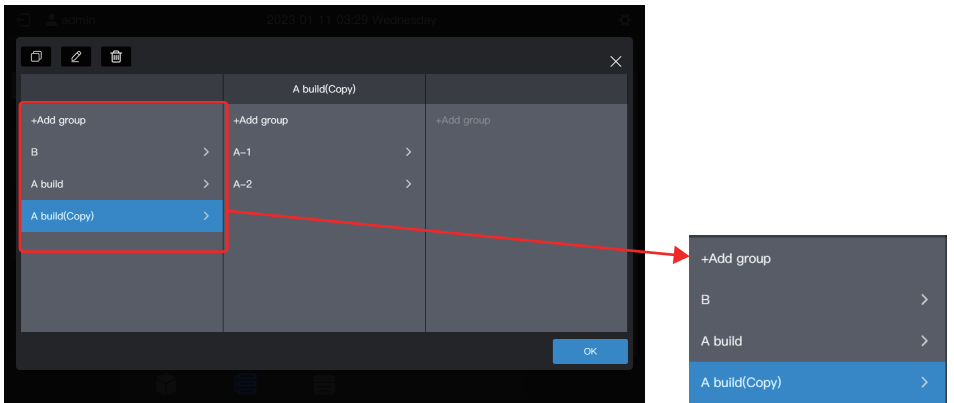 admin
2023 01 11 03:29 Wednesday
A build(Copy)
+Add group
+Add group
+Add group
B
A-1
A build
A-2
A build(Copy)
OK
+Add group
B
A build
A build(Copy)